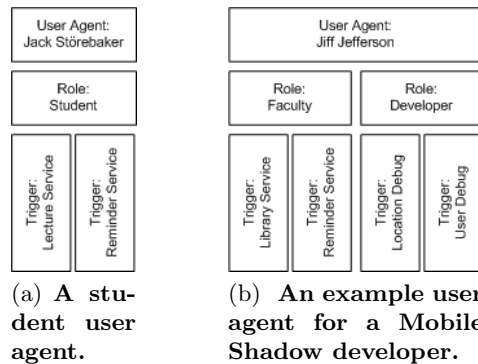 User Agent:
Jack Störebaker
Role:
Student
Trigger:
Lecture Service
Trigger:
Reminder Service
(a) A stu-
dent user
agent.
User Agent:
Jiff Jefferson
Role:
Faculty
Role:
Developer
Trigger:
Library Service
Trigger:
Reminder Service
Trigger:
Location Debug
Trigger:
User Debug
(b) An example user
agent for a Mobile
Shadow developer.